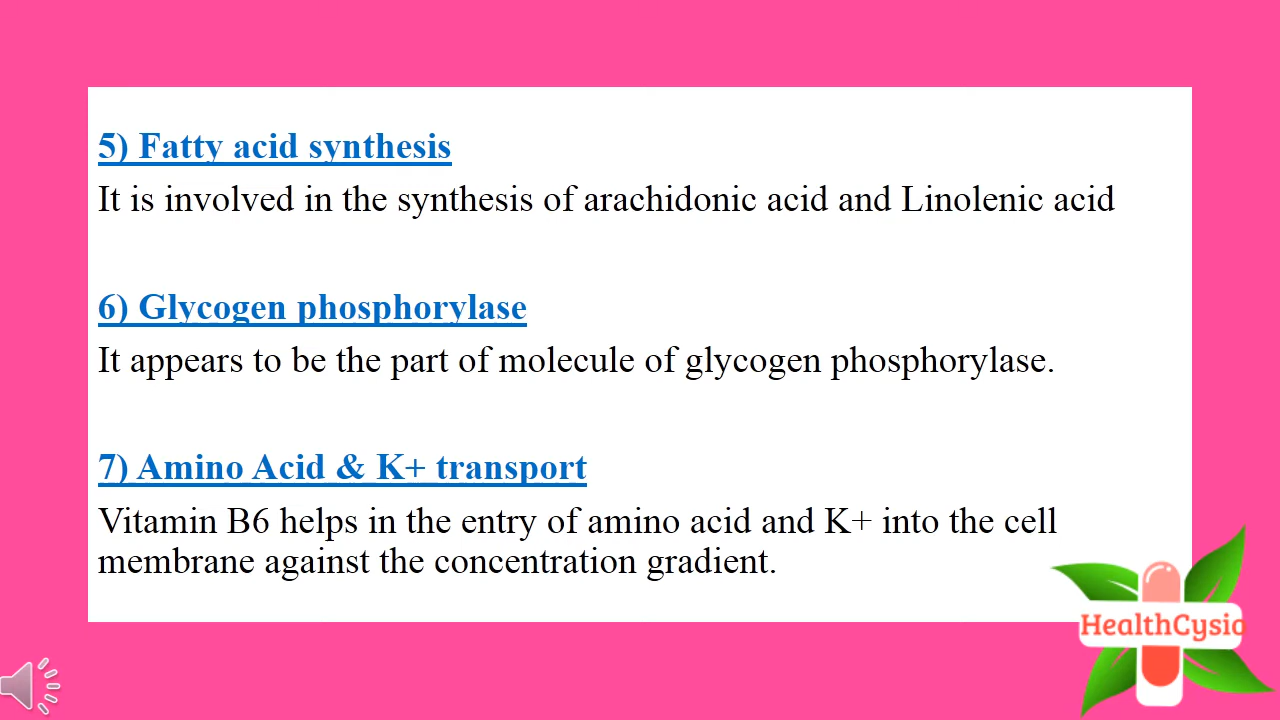 5) Fatty acid synthesis
It is involved in the synthesis of arachidonic acid and Linolenic acid
6) Glycogen phosphorylase
It appears to be the part of molecule of glycogen phosphorylase.
7) Amino Acid & K+ transport
Vitamin B6 helps in the entry of amino acid and K+ into the cell
membrane against the concentration gradient.
HealthCysio